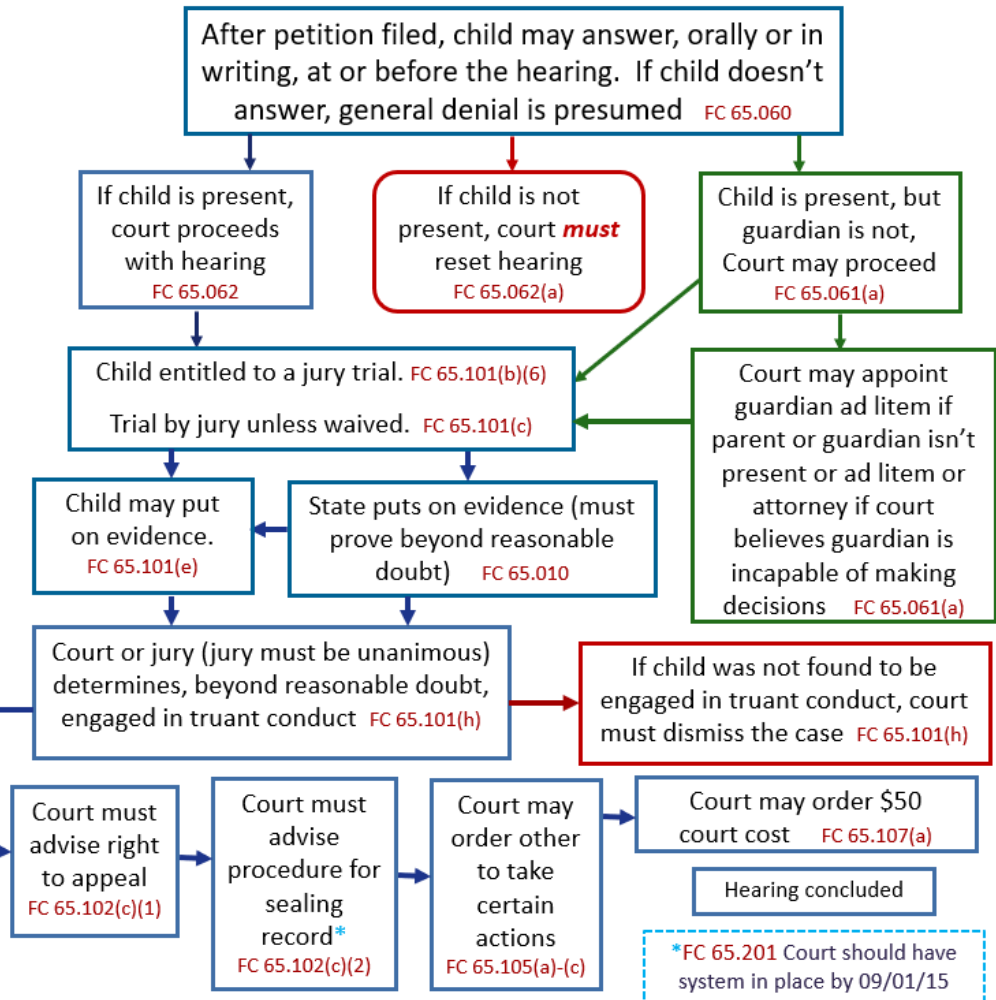 After petition filed, child may answer, orally or in
writing, at or before the hearing.  If child doesn't
answer, general denial is presumed  FC 65.060
If child is present,
court proceeds
with hearing
FC 65.062
If child is not
present, court must
reset hearing
FC 65.062(a)
Child is present, but
guardian is not,
Court may proceed
FC 65.061(a)
Child entitled to a jury trial. FC 65.101(b)(6)
Trial by jury unless waived.  FC 65.101(c)
Court may appoint
guardian ad litem if
parent or guardian isn't
present or ad litem or
attorney if court
believes guardian is
incapable of making
decisions  FC 65.061(a)
Child may put
on evidence.
FC 65.101(e)
State puts on evidence (must
prove beyond reasonable
doubt)  FC 65.010
Court or jury (jury must be unanimous)
determines, beyond reasonable doubt,
engaged in truant conduct  FC 65.101(h)
If child was not found to be
engaged in truant conduct, court
must dismiss the case  FC 65.101(h)
Court must
advise right
to appeal
FC 65.102(c)(1)
Court must
advise
procedure for
sealing
record*
FC 65.102(c)(2)
Court may
order other
to take
certain
actions
FC 65.105(a)-(c)
Court may order $50
court cost  FC 65.107(a)
Hearing concluded
*FC 65.201 Court should have
system in place by 09/01/15